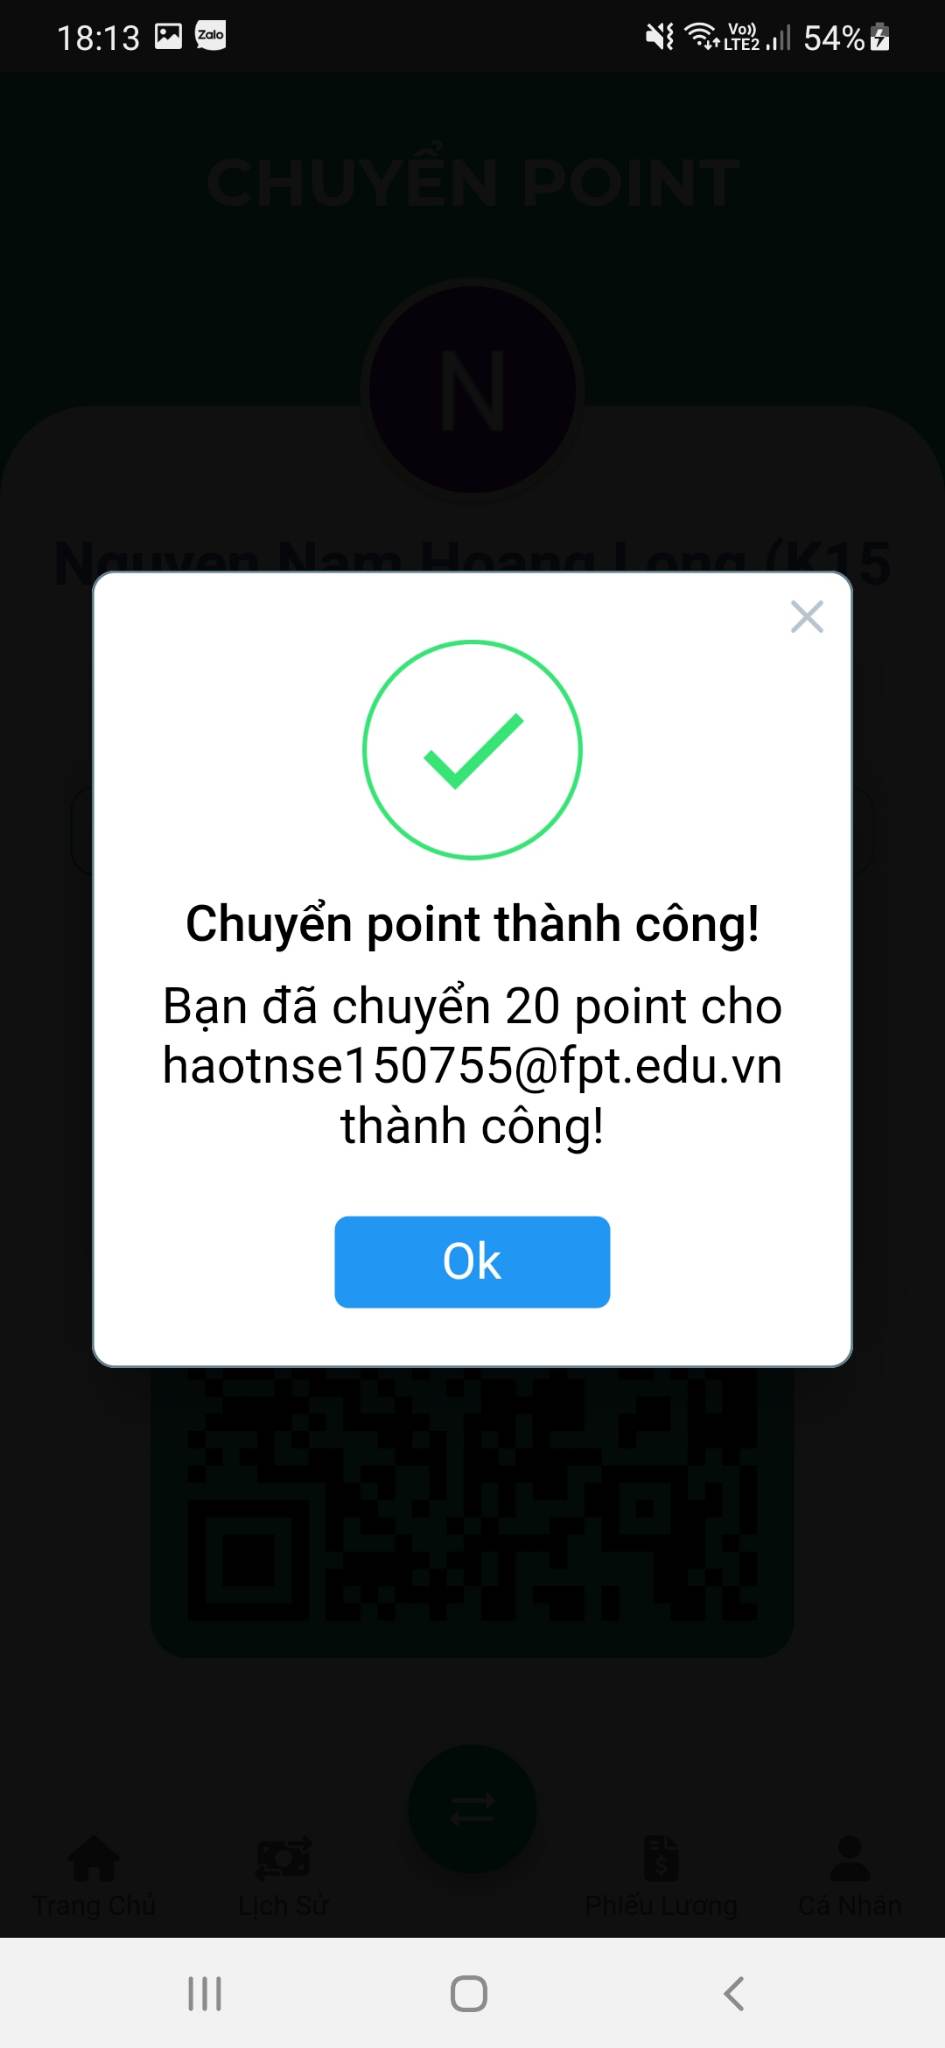 18:13 Zalo Vo)) LTE2 54%
CHUYỂN POINT
N
Nguyen Nam Hoang Long (K15
Chuyển point thành công!
Bạn đã chuyển 20 point cho
haotnse150755@fpt.edu.vn
thành công!
Ok
Trang Chủ Lịch Sử Phiếu Lương Cá Nhân